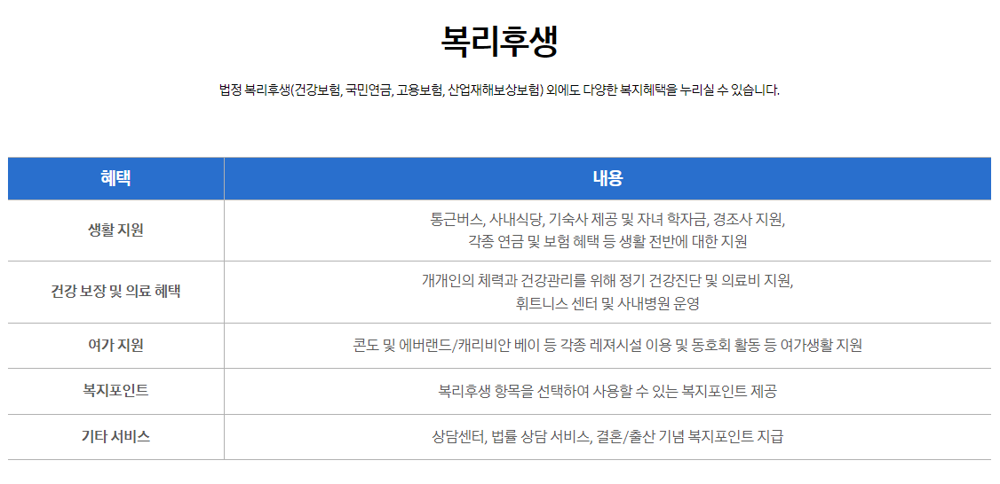 복리후생
법정 복리후생(건강보험, 국민연금, 고용보험, 산업재해보상보험) 외에도 다양한 복지혜택을 누리실 수 있습니다.
혜택 내용
생활 지원
통근버스, 사내식당, 기숙사 제공 및 자녀 학자금, 경조사 지원,
각종 연금 및 보험 혜택 등 생활 전반에 대한 지원
건강 보장 및 의료 혜택
개개인의 체력과 건강관리를 위해 정기 건강진단 및 의료비 지원,
휘트니스 센터 및 사내병원 운영
여가 지원 콘도 및 에버랜드/캐리비안 베이 등 각종 레져시설 이용 및 동호회 활동 등 여가생활 지원
복지포인트 복리후생 항목을 선택하여 사용할 수 있는 복지포인트 제공
기타 서비스 상담센터, 법률 상담 서비스, 결혼/출산 기념 복지포인트 지급